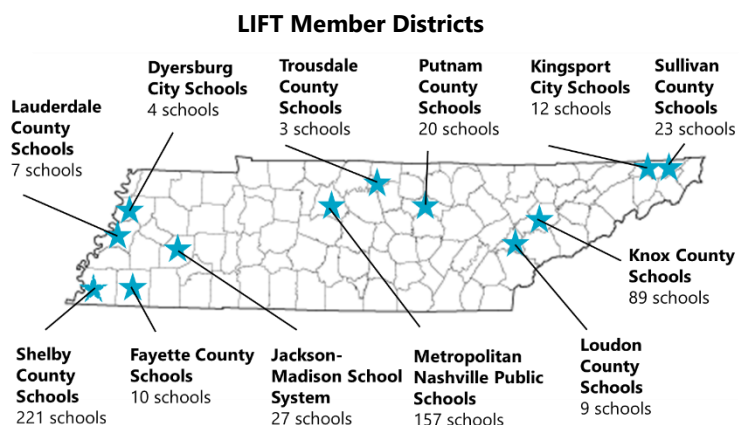 LIFT Member Districts
Dyersburg
City Schools
4 schools
Trousdale
County
Schools
3 schools
Putnam
County
Schools
20 schools
Kingsport
City Schools
12 schools
Sullivan
County
Schools
23 schools
Lauderdale
County
Schools
7 schools
Knox County
Schools
89 schools
Shelby
County
Schools
221 schools
Fayette County
Schools
10 schools
Jackson-
Madison School
System
27 schools
Metropolitan
Nashville Public
Schools
157 schools
Loudon
County
Schools
9 schools